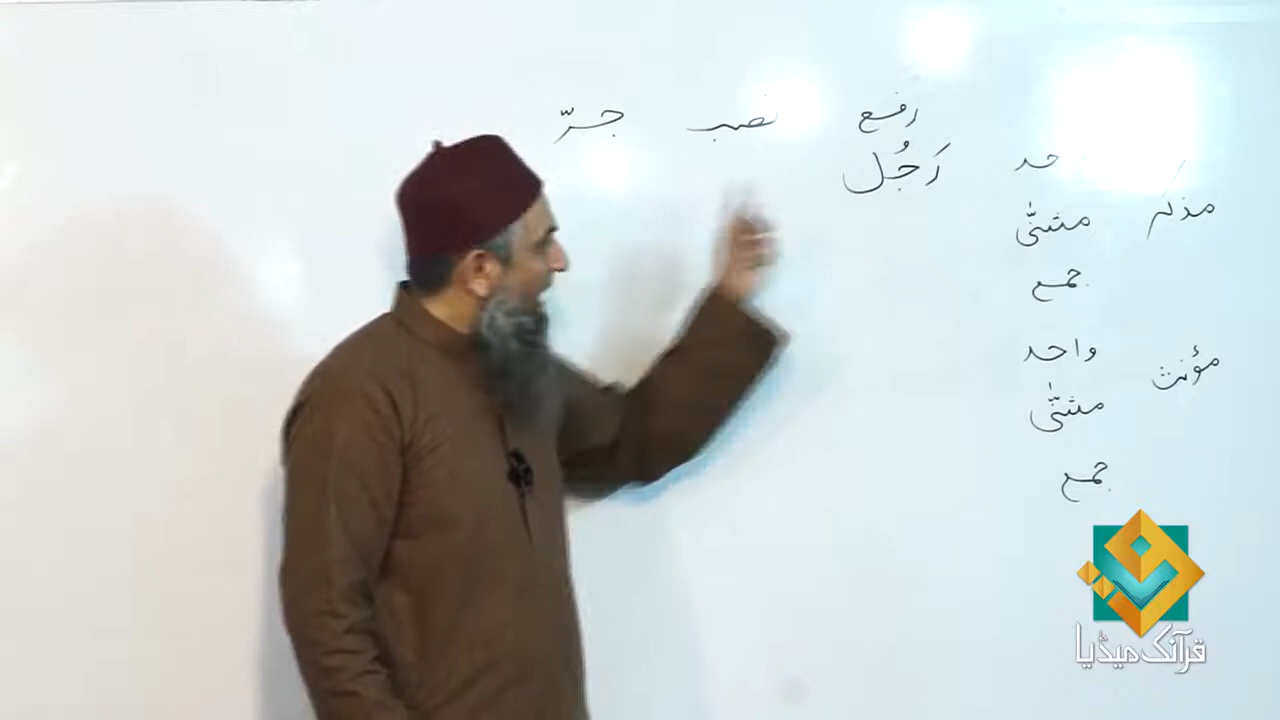 رفع نصب جرّ
مذکر حد رَجُل
مثنّٰی
جمع
مؤنث واحد
مثنّٰی
جمع
قرآنک میڈیا